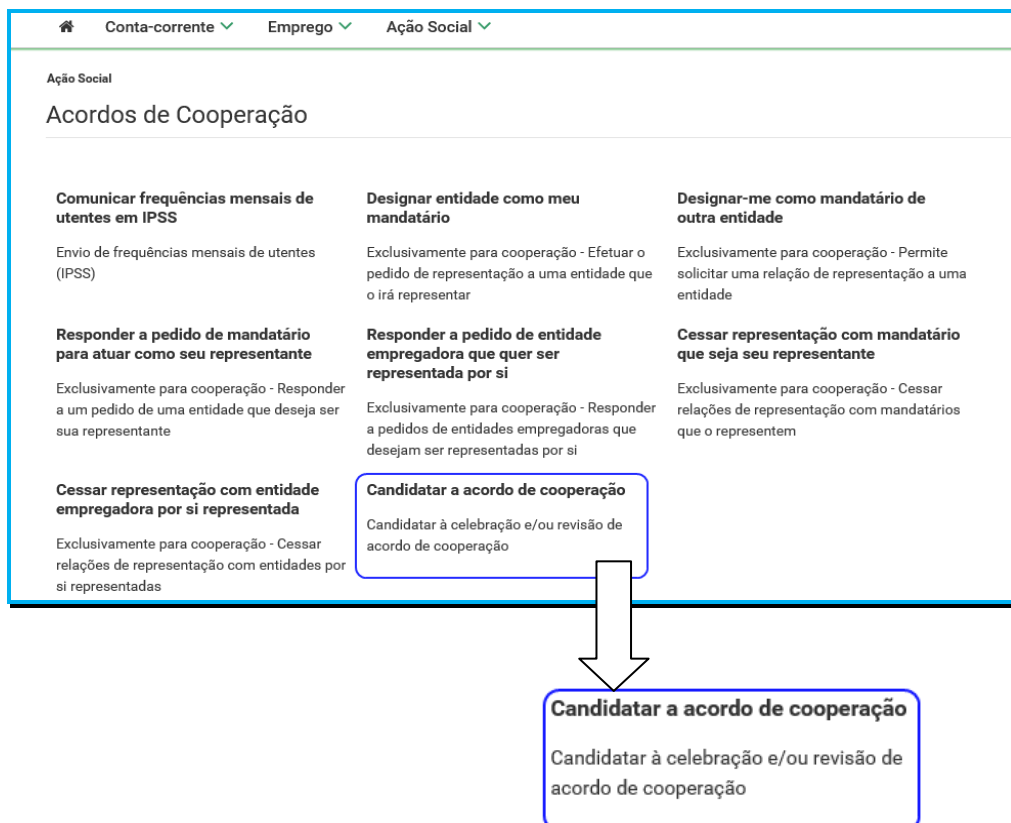 Conta-corrente Emprego Ação Social
Ação Social
Acordos de Cooperação
Comunicar frequências mensais de
utentes em IPSS
Envio de frequências mensais de utentes
(IPSS)
Designar entidade como meu
mandatário
Exclusivamente para cooperação - Efetuar o
pedido de representação a uma entidade que
o irá representar
Designar-me como mandatário de
outra entidade
Exclusivamente para cooperação - Permite
solicitar uma relação de representação a uma
entidade
Responder a pedido de mandatário
para atuar como seu representante
Exclusivamente para cooperação - Responder
a um pedido de uma entidade que deseja ser
sua representante
Responder a pedido de entidade
empregadora que quer ser
representada por si
Exclusivamente para cooperação - Responder
a pedidos de entidades empregadoras que
desejam ser representadas por si
Cessar representação com mandatário
que seja seu representante
Exclusivamente para cooperação - Cessar
relações de representação com mandatários
que o representem
Cessar representação com entidade
empregadora por si representada
Exclusivamente para cooperação - Cessar
relações de representação com entidades por
si representadas
Candidatar a acordo de cooperação
Candidatar à celebração e/ou revisão de
acordo de cooperação
Candidatar a acordo de cooperação
Candidatar à celebração e/ou revisão de
acordo de cooperação